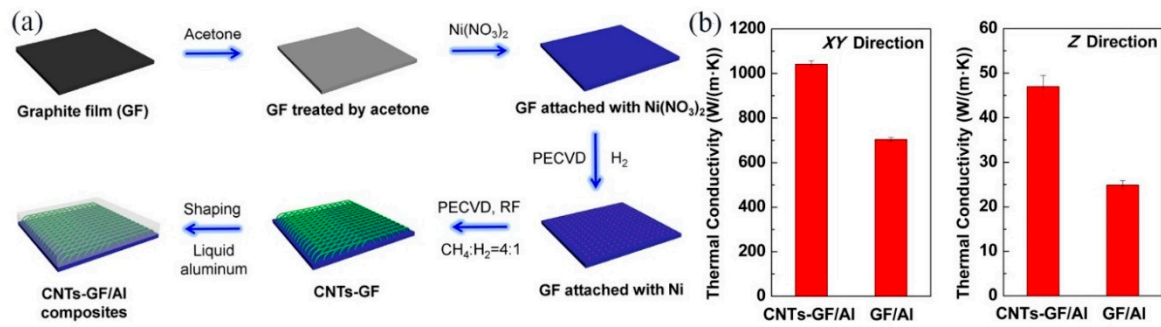 (a)
Acetone
Ni(NO3)2
Graphite film (GF)
GF treated by acetone
GF attached with Ni(NO3)2
PECVD H2
Shaping
Liquid
aluminum
PECVD, RF
CH4:H2=4:1
CNTs-GF/Al
composites
CNTs-GF
GF attached with Ni
(b)
Thermal Conductivity (W/(m·K))
1200
1000
800
600
400
200
0
XY Direction
CNTs-GF/Al GF/Al
Thermal Conductivity (W/(m·K))
60
50
40
30
20
10
0
Z Direction
CNTs-GF/Al GF/Al